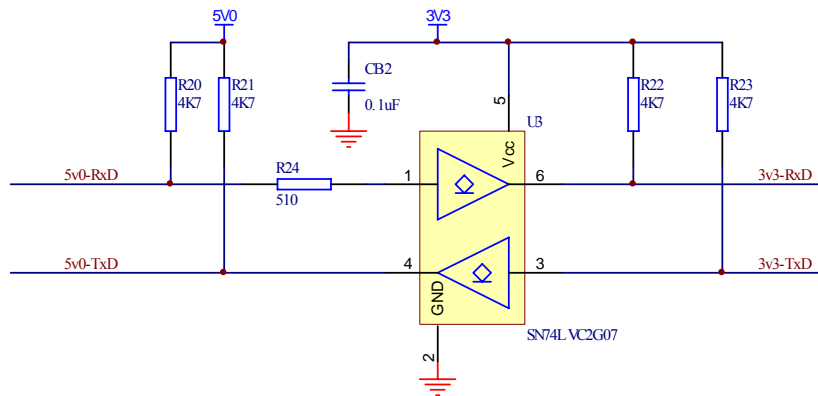 5V0
3V3
R20
4K7
R21
4K7
CB2
0.1uF
R22
4K7
R23
4K7
5
U3
Vcc
5v0-RxD
R24
510
1
6
3v3-RxD
5v0-TxD
4
3
3v3-TxD
GND
SN74LVC2G07
2